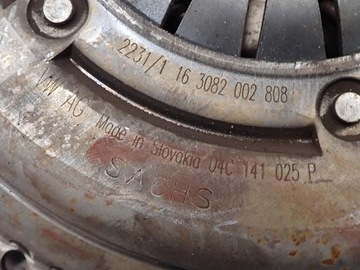 2231/1 16 3082 002 808
VW AG Made in Slovakia 04C 141 025 P
SACHS